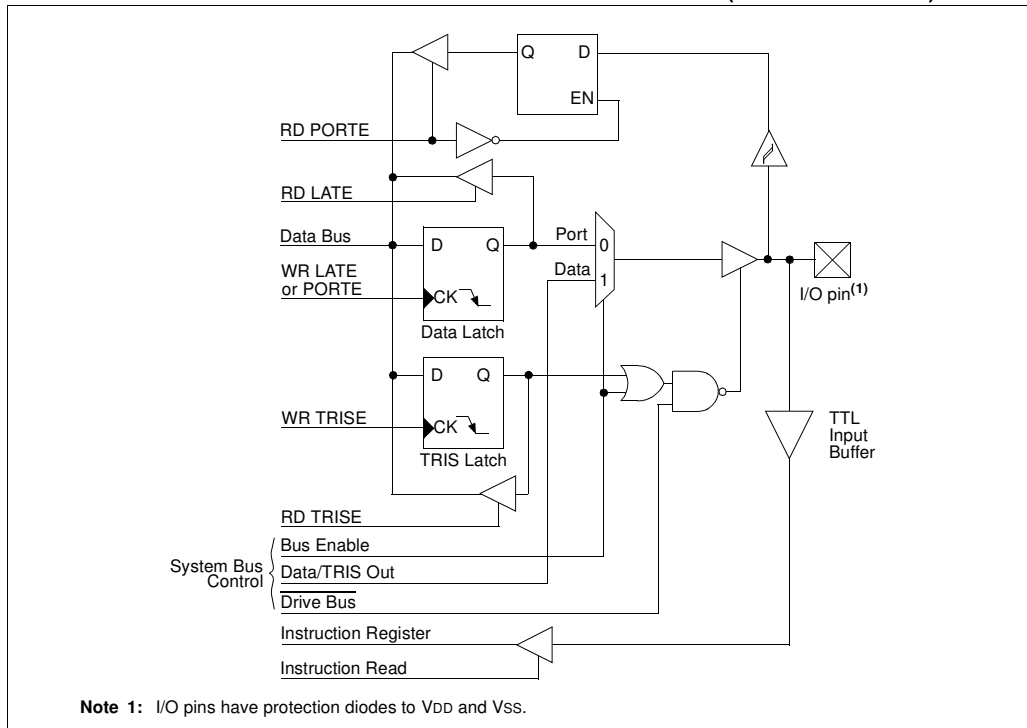 Q D
EN
RD PORTE
RD LATE
Data Bus
D Q
Port
0
Data
1
WR LATE
or PORTE
CK
Data Latch
I/O pin(1)
D Q
WR TRISE
CK
TRIS Latch
TTL
Input
Buffer
RD TRISE
System Bus
Control
Bus Enable
Data/TRIS Out
Drive Bus
Instruction Register
Instruction Read
Note 1: I/O pins have protection diodes to VDD and VSS.